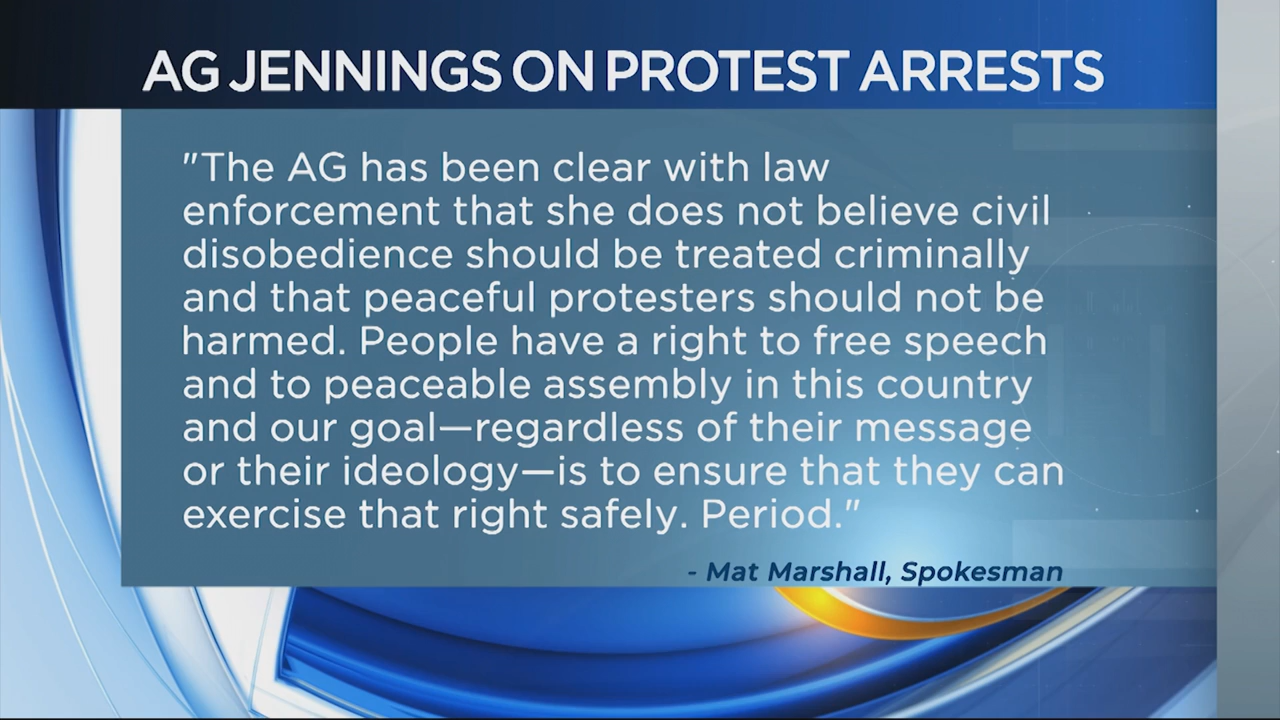 AG JENNINGS ON PROTEST ARRESTS
"The AG has been clear with law
enforcement that she does not believe civil
disobedience should be treated criminally
and that peaceful protesters should not be
harmed. People have a right to free speech
and to peaceable assembly in this country
and our goal—regardless of their message
or their ideology—is to ensure that they can
exercise that right safely. Period."
- Mat Marshall, Spokesman